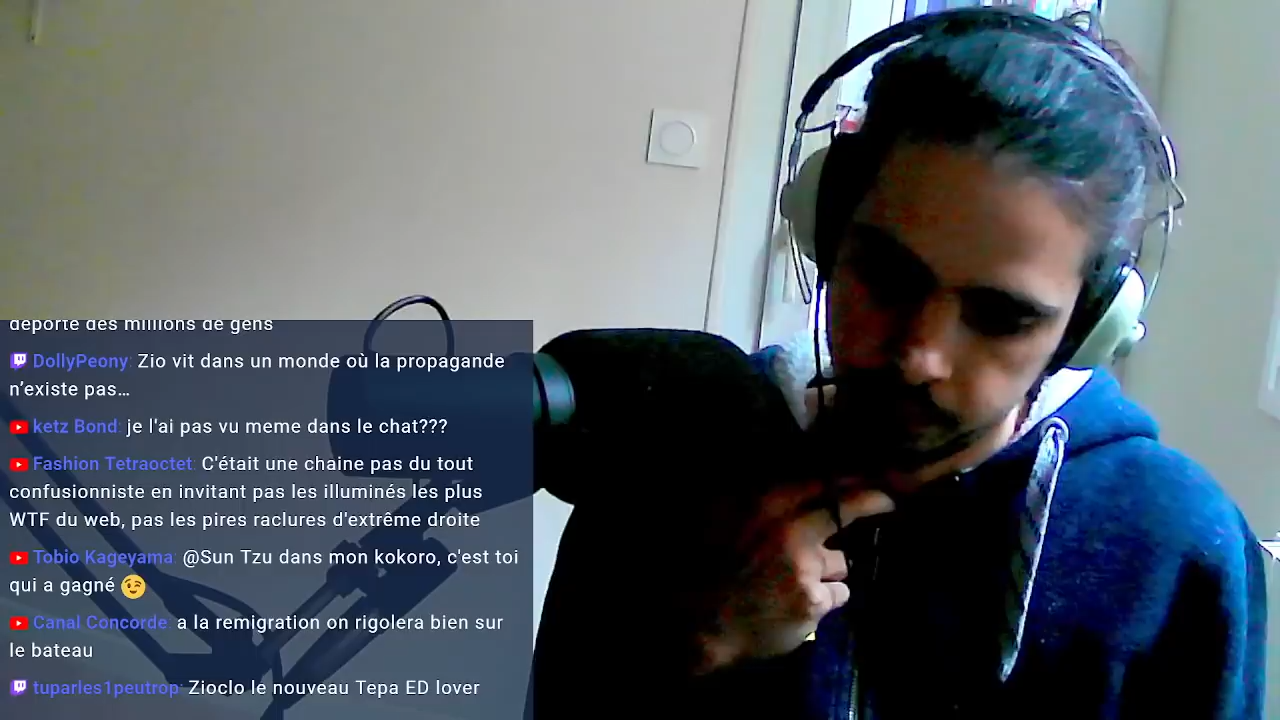 déporte des millions de gens
DollyPeony: Zio vit dans un monde où la propagande
n’existe pas…
ketz Bond: je l'ai pas vu meme dans le chat???
Fashion Tetraoctet: C'était une chaine pas du tout
confusionniste en invitant pas les illuminés les plus
WTF du web, pas les pires raclures d'extrême droite
Tobio Kageyama: @Sun Tzu dans mon kokoro, c'est toi
qui a gagné 😉
Canal Concorde: a la remigration on rigolera bien sur
le bateau
tuparles1peutrop: Zioclo le nouveau Tepa ED lover